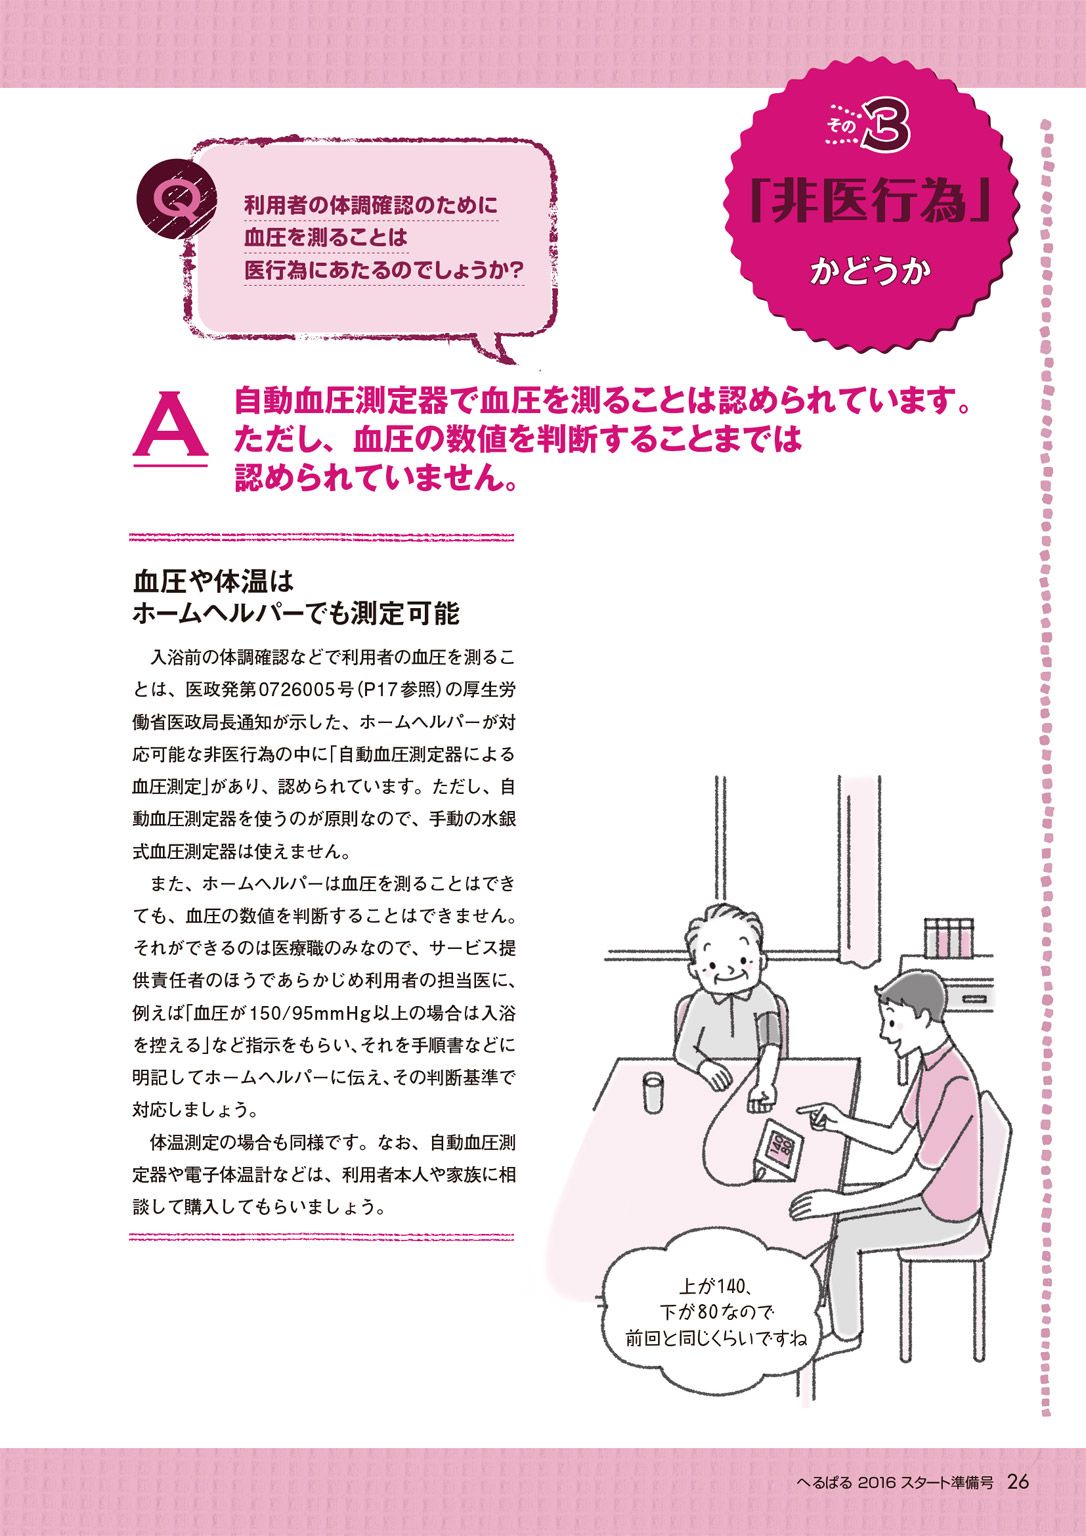 その3
「非医行為」
かどうか
Q
利用者の体調確認のために
血圧を測ることは
医行為にあたるのでしょうか?
A
自動血圧測定器で血圧を測ることは認められています。
ただし、血圧の数値を判断することまでは
認められていません。
血圧や体温は
ホームヘルパーでも測定可能
入浴前の体調確認などで利用者の血圧を測るこ
とは、医政発第0726005号(P17参照)の厚生労
働省医政局長通知が示した、ホームヘルパーが対
応可能な非医行為の中に「自動血圧測定器による
血圧測定」があり、認められています。ただし、自
動血圧測定器を使うのが原則なので、手動の水銀
式血圧測定器は使えません。
また、ホームヘルパーは血圧を測ることはでき
ても、血圧の数値を判断することはできません。
それができるのは医療職のみなので、サービス提
供責任者のほうであらかじめ利用者の担当医に、
例えば「血圧が150/95mmHg以上の場合は入浴
を控える」など指示をもらい、それを手順書などに
明記してホームヘルパーに伝え、その判断基準で
対応しましょう。
体温測定の場合も同様です。なお、自動血圧測
定器や電子体温計などは、利用者本人や家族に相
談して購入してもらいましょう。
140
80
上が140、
下が80なので
前回と同じくらいですね
へるぱる 2016 スタート準備号 26